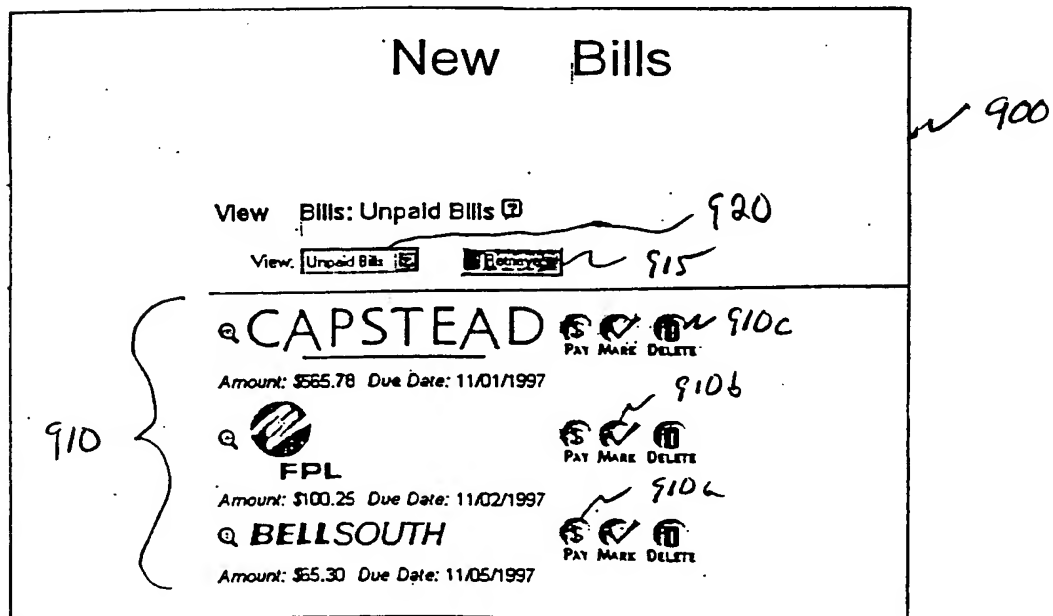 New Bills
900
View Bills: Unpaid Bills ?
920
View: Unpaid Bills Retrieve
915
CAPSTEAD PAY MARK DELETE 910c
Amount: $565.78 Due Date: 11/01/1997
910b
910 FPL PAY MARK DELETE
Amount: $100.25 Due Date: 11/02/1997
910a
BELLSOUTH PAY MARK DELETE
Amount: $65.30 Due Date: 11/05/1997